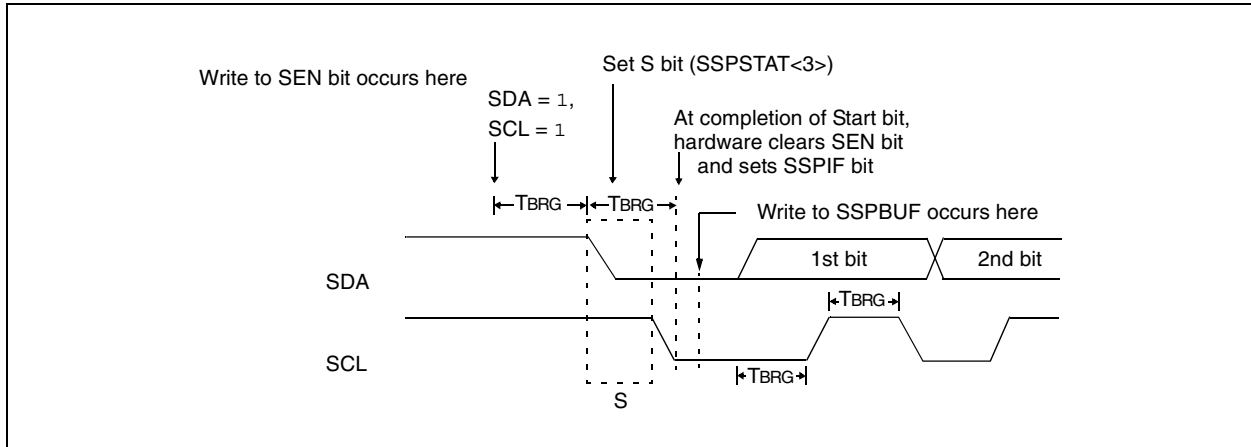 Write to SEN bit occurs here
Set S bit (SSPSTAT<3>)
SDA = 1,
SCL = 1
At completion of Start bit,
hardware clears SEN bit
and sets SSPIF bit
TBRG
TBRG
Write to SSPBUF occurs here
SDA
1st bit
2nd bit
TBRG
SCL
TBRG
S